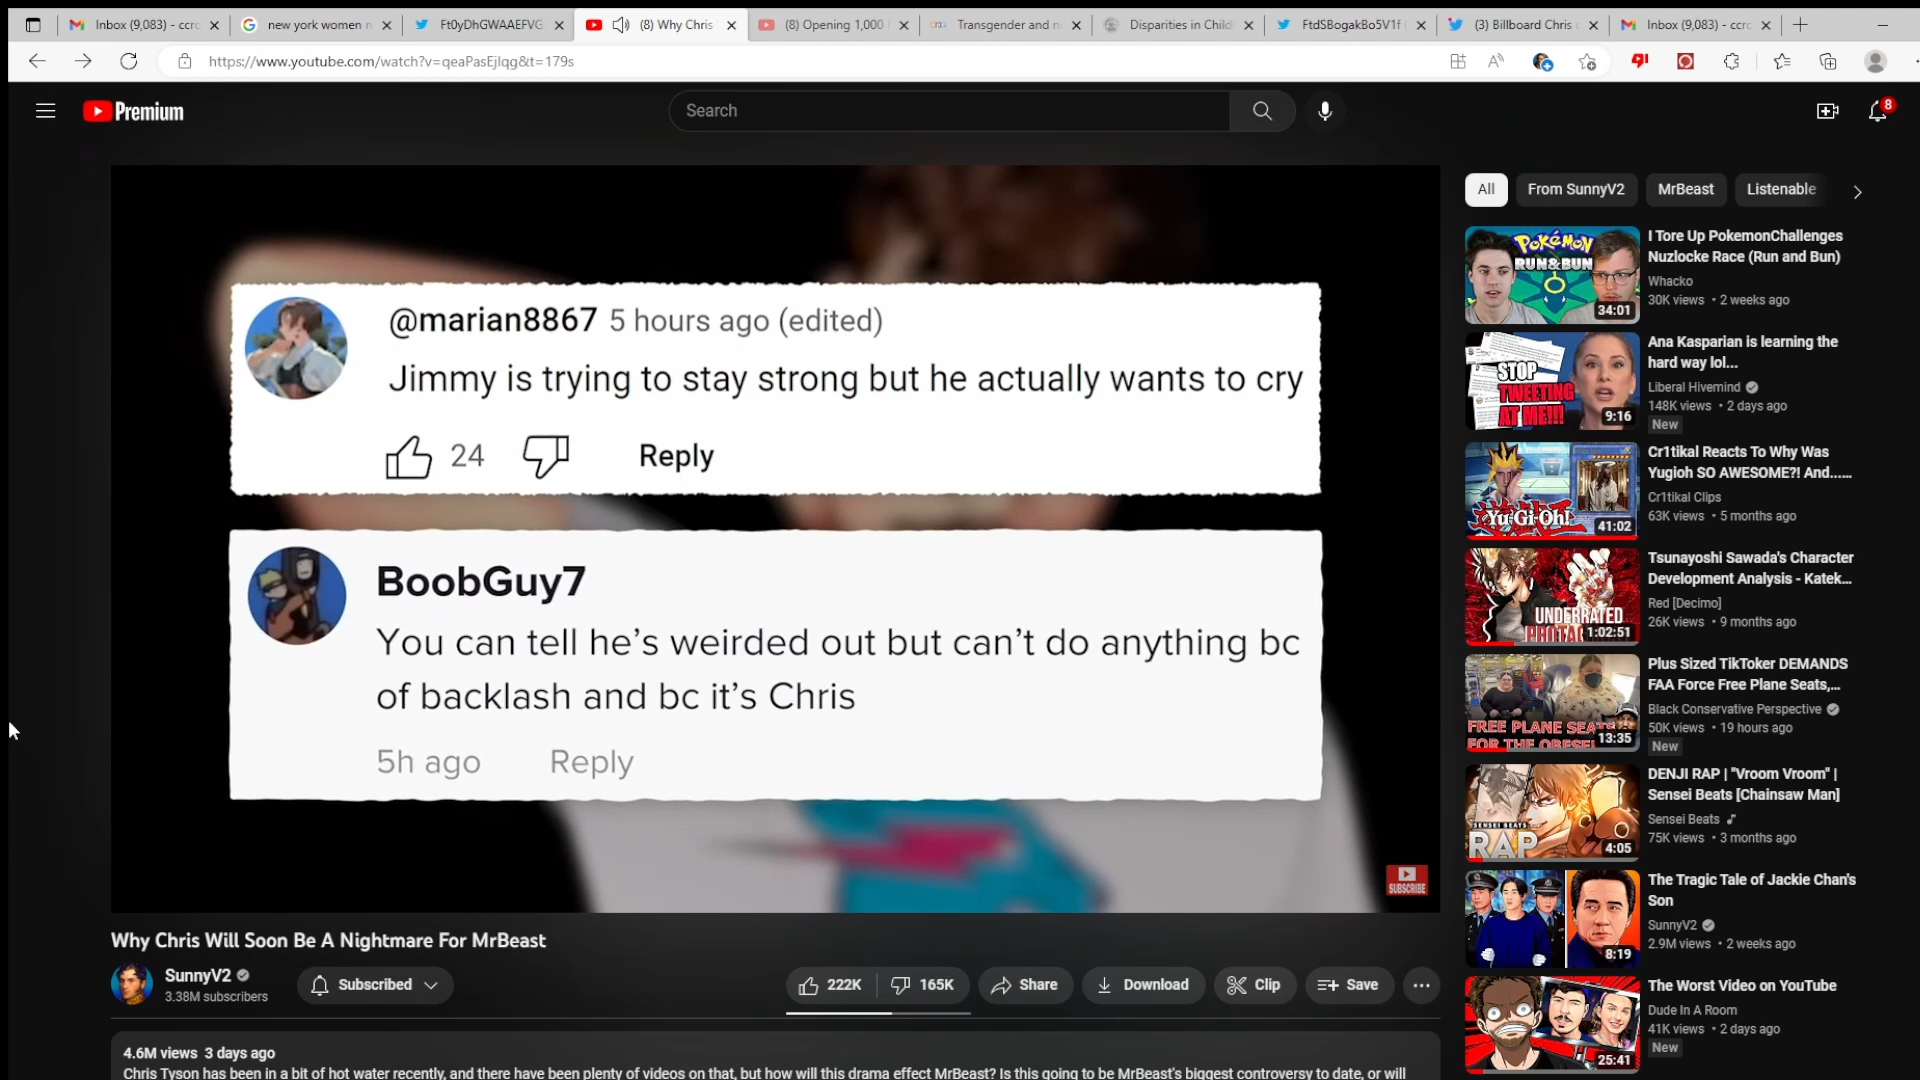 Inbox (9,083) - ccrc
new york women n
Ft0yDhGWAAEFVG
(8) Why Chris
(8) Opening 1,000
Transgender and n
Disparities in Child
FtdSBogakBo5V1f
(3) Billboard Chris
Inbox (9,083) - ccrc
https://www.youtube.com/watch?v=qeaPasEjlqg&t=179s
Premium
Search
8
@marian8867 5 hours ago (edited)
Jimmy is trying to stay strong but he actually wants to cry
24 Reply
BoobGuy7
You can tell he's weirded out but can't do anything bc
of backlash and bc it's Chris
5h ago Reply
SUBSCRIBE
Why Chris Will Soon Be A Nightmare For MrBeast
SunnyV2
3.38M subscribers
Subscribed
222K
165K
Share
Download
Clip
Save
4.6M views 3 days ago
Chris Tyson has been in a bit of hot water recently, and there have been plenty of videos on that, but how will this drama effect MrBeast? Is this going to be MrBeast's biggest controversy to date, or will
All
From SunnyV2
MrBeast
Listenable
POKéMON
RUN&BUN
34:01
I Tore Up PokemonChallenges
Nuzlocke Race (Run and Bun)
Whacko
30K views • 2 weeks ago
STOP
TWEETING
AT ME!!!
9:16
Ana Kasparian is learning the
hard way lol...
Liberal Hivemind
148K views • 2 days ago
New
Yu-Gi-Oh!
41:02
Cr1tikal Reacts To Why Was
Yugioh SO AWESOME?! And......
Cr1tikal Clips
63K views • 5 months ago
UNDERRATED
PROTAG
1:02:51
Tsunayoshi Sawada's Character
Development Analysis - Katek...
Red [Decimo]
26K views • 9 months ago
FREE PLANE SEATS
FOR THE OBESE!
13:35
Plus Sized TikToker DEMANDS
FAA Force Free Plane Seats,...
Black Conservative Perspective
50K views • 19 hours ago
New
SENSEI BEATS
RAP
4:05
DENJI RAP | "Vroom Vroom" |
Sensei Beats [Chainsaw Man]
Sensei Beats
75K views • 3 months ago
8:19
The Tragic Tale of Jackie Chan's
Son
SunnyV2
2.9M views • 2 weeks ago
25:41
The Worst Video on YouTube
Dude In A Room
41K views • 2 days ago
New